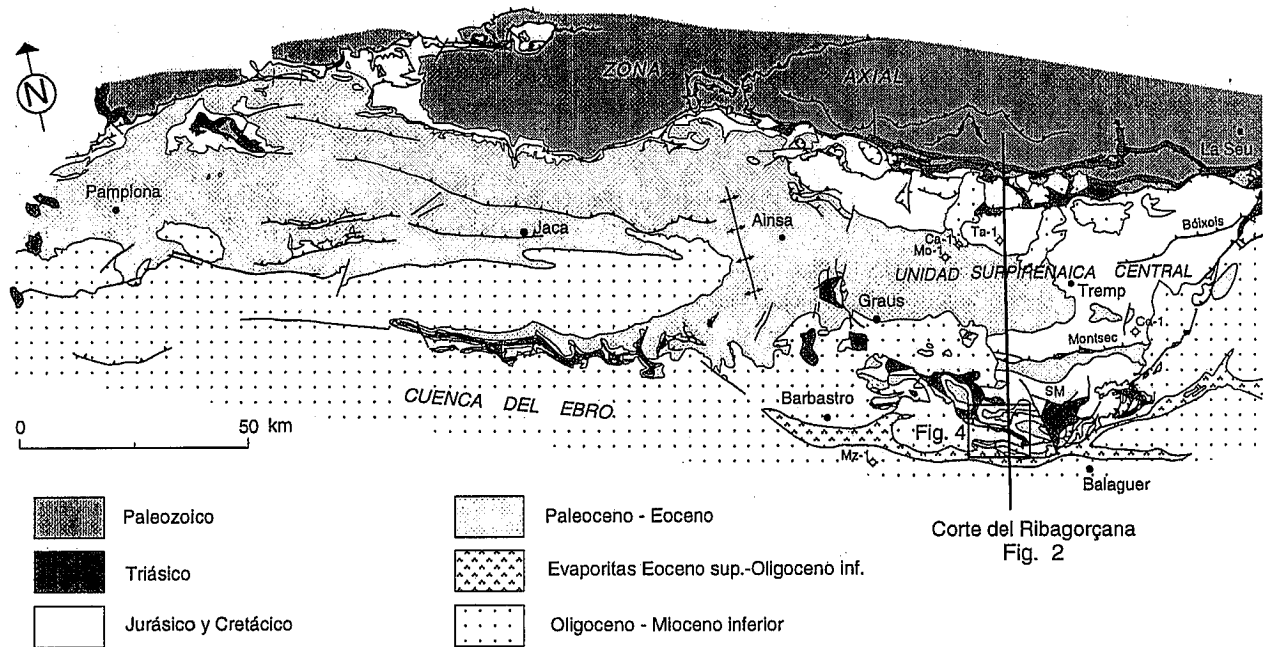 N
ZONA AXIAL
La Seu
Pamplona
Jaca
Ainsa
Ca-1
Ta-1
Mo-1
Bóixols
UNIDAD SURPIRENAICA CENTRAL
Tremp
Graus
Co-1
Montsec
SM
CUENCA DEL EBRO.
Barbastro
Fig. 4
Mz-1
Balaguer
0 50 km
Corte del Ribagorçana
Fig. 2
Paleozoico
Triásico
Jurásico y Cretácico
Paleoceno - Eoceno
Evaporitas Eoceno sup.-Oligoceno inf.
Oligoceno - Mioceno inferior